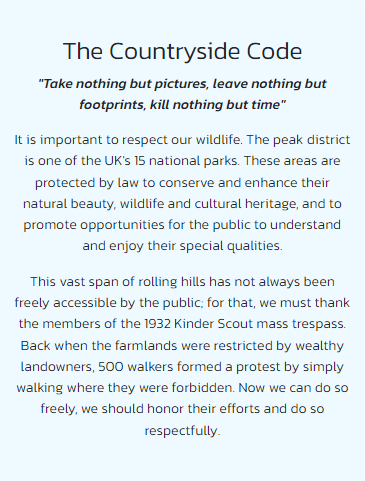 The Countryside Code
"Take nothing but pictures, leave nothing but
footprints, kill nothing but time"
It is important to respect our wildlife. The peak district
is one of the UK's 15 national parks. These areas are
protected by law to conserve and enhance their
natural beauty, wildlife and cultural heritage, and to
promote opportunities for the public to understand
and enjoy their special qualities.
This vast span of rolling hills has not always been
freely accessible by the public; for that, we must thank
the members of the 1932 Kinder Scout mass trespass.
Back when the farmlands were restricted by wealthy
landowners, 500 walkers formed a protest by simply
walking where they were forbidden. Now we can do so
freely, we should honor their efforts and do so
respectfully.